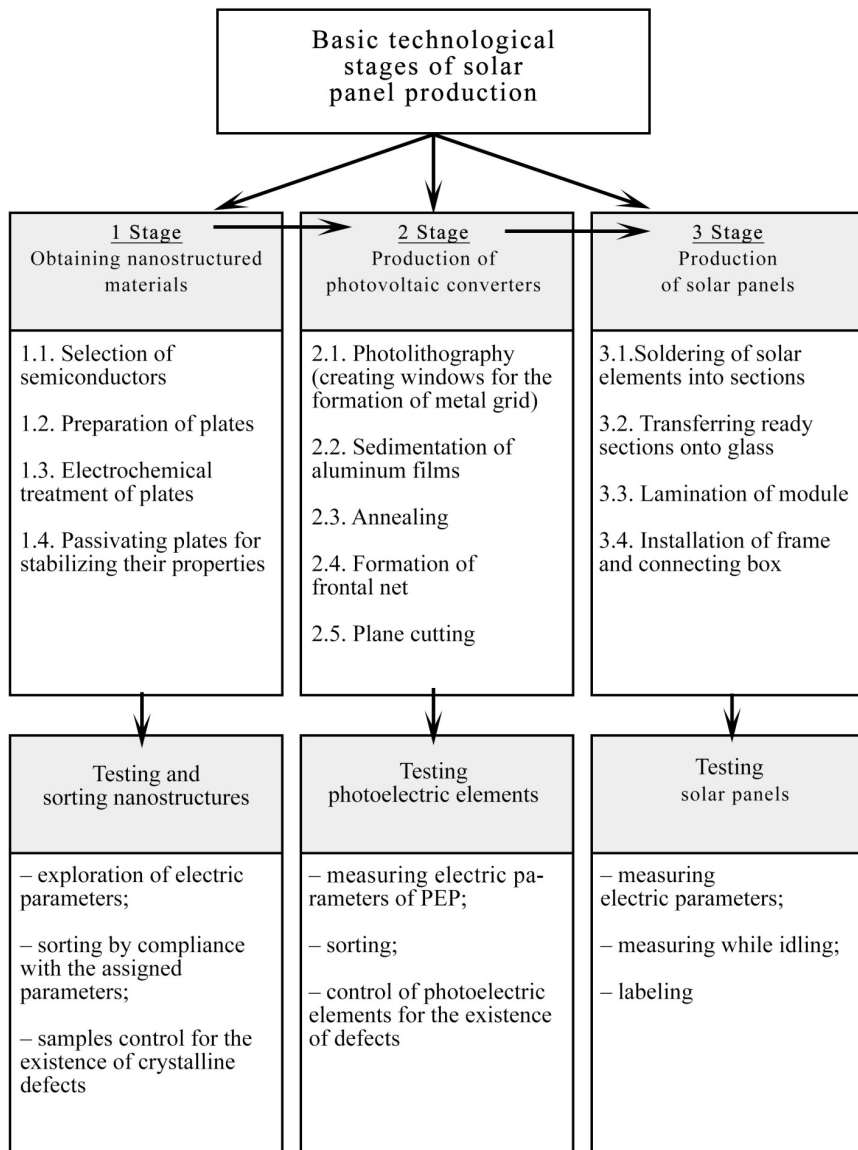 Basic technological
stages of solar
panel production
1 Stage
Obtaining nanostructured
materials
1.1. Selection of
semiconductors
1.2. Preparation of plates
1.3. Electrochemical
treatment of plates
1.4. Passivating plates for
stabilizing their properties
2 Stage
Production of
photovoltaic converters
2.1. Photolithography
(creating windows for the
formation of metal grid)
2.2. Sedimentation of
aluminum films
2.3. Annealing
2.4. Formation of
frontal net
2.5. Plane cutting
3 Stage
Production
of solar panels
3.1.Soldering of solar
elements into sections
3.2. Transferring ready
sections onto glass
3.3. Lamination of module
3.4. Installation of frame
and connecting box
Testing and
sorting nanostructures
– exploration of electric
parameters;
– sorting by compliance
with the assigned
parameters;
– samples control for the
existence of crystalline
defects
Testing
photoelectric elements
– measuring electric pa-
rameters of PEP;
– sorting;
– control of photoelectric
elements for the existence
of defects
Testing
solar panels
– measuring
electric parameters;
– measuring while idling;
– labeling